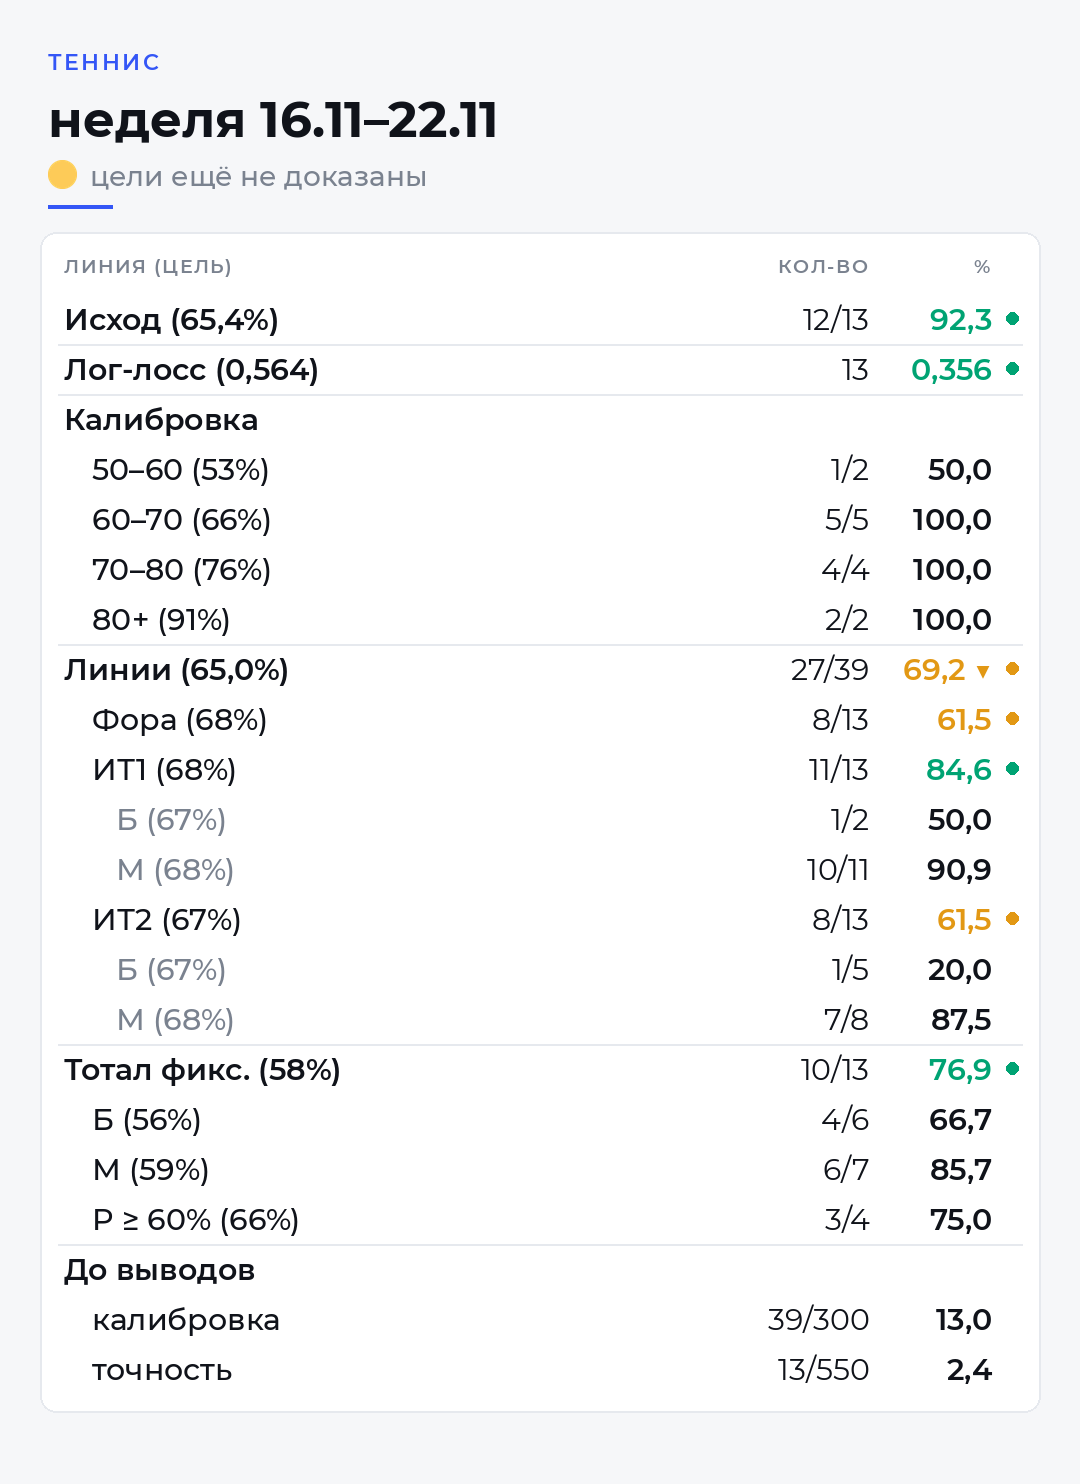 ТЕННИС
неделя 16.11–22.11
цели ещё не доказаны
ЛИНИЯ (ЦЕЛЬ) КОЛ-ВО %
Исход (65,4%) 12/13 92,3
Лог-лосс (0,564) 13 0,356
Калибровка
50–60 (53%) 1/2 50,0
60–70 (66%) 5/5 100,0
70–80 (76%) 4/4 100,0
80+ (91%) 2/2 100,0
Линии (65,0%) 27/39 69,2 ▼
Фора (68%) 8/13 61,5
ИТ1 (68%) 11/13 84,6
Б (67%) 1/2 50,0
М (68%) 10/11 90,9
ИТ2 (67%) 8/13 61,5
Б (67%) 1/5 20,0
М (68%) 7/8 87,5
Тотал фикс. (58%) 10/13 76,9
Б (56%) 4/6 66,7
М (59%) 6/7 85,7
P ≥ 60% (66%) 3/4 75,0
До выводов
калибровка 39/300 13,0
точность 13/550 2,4